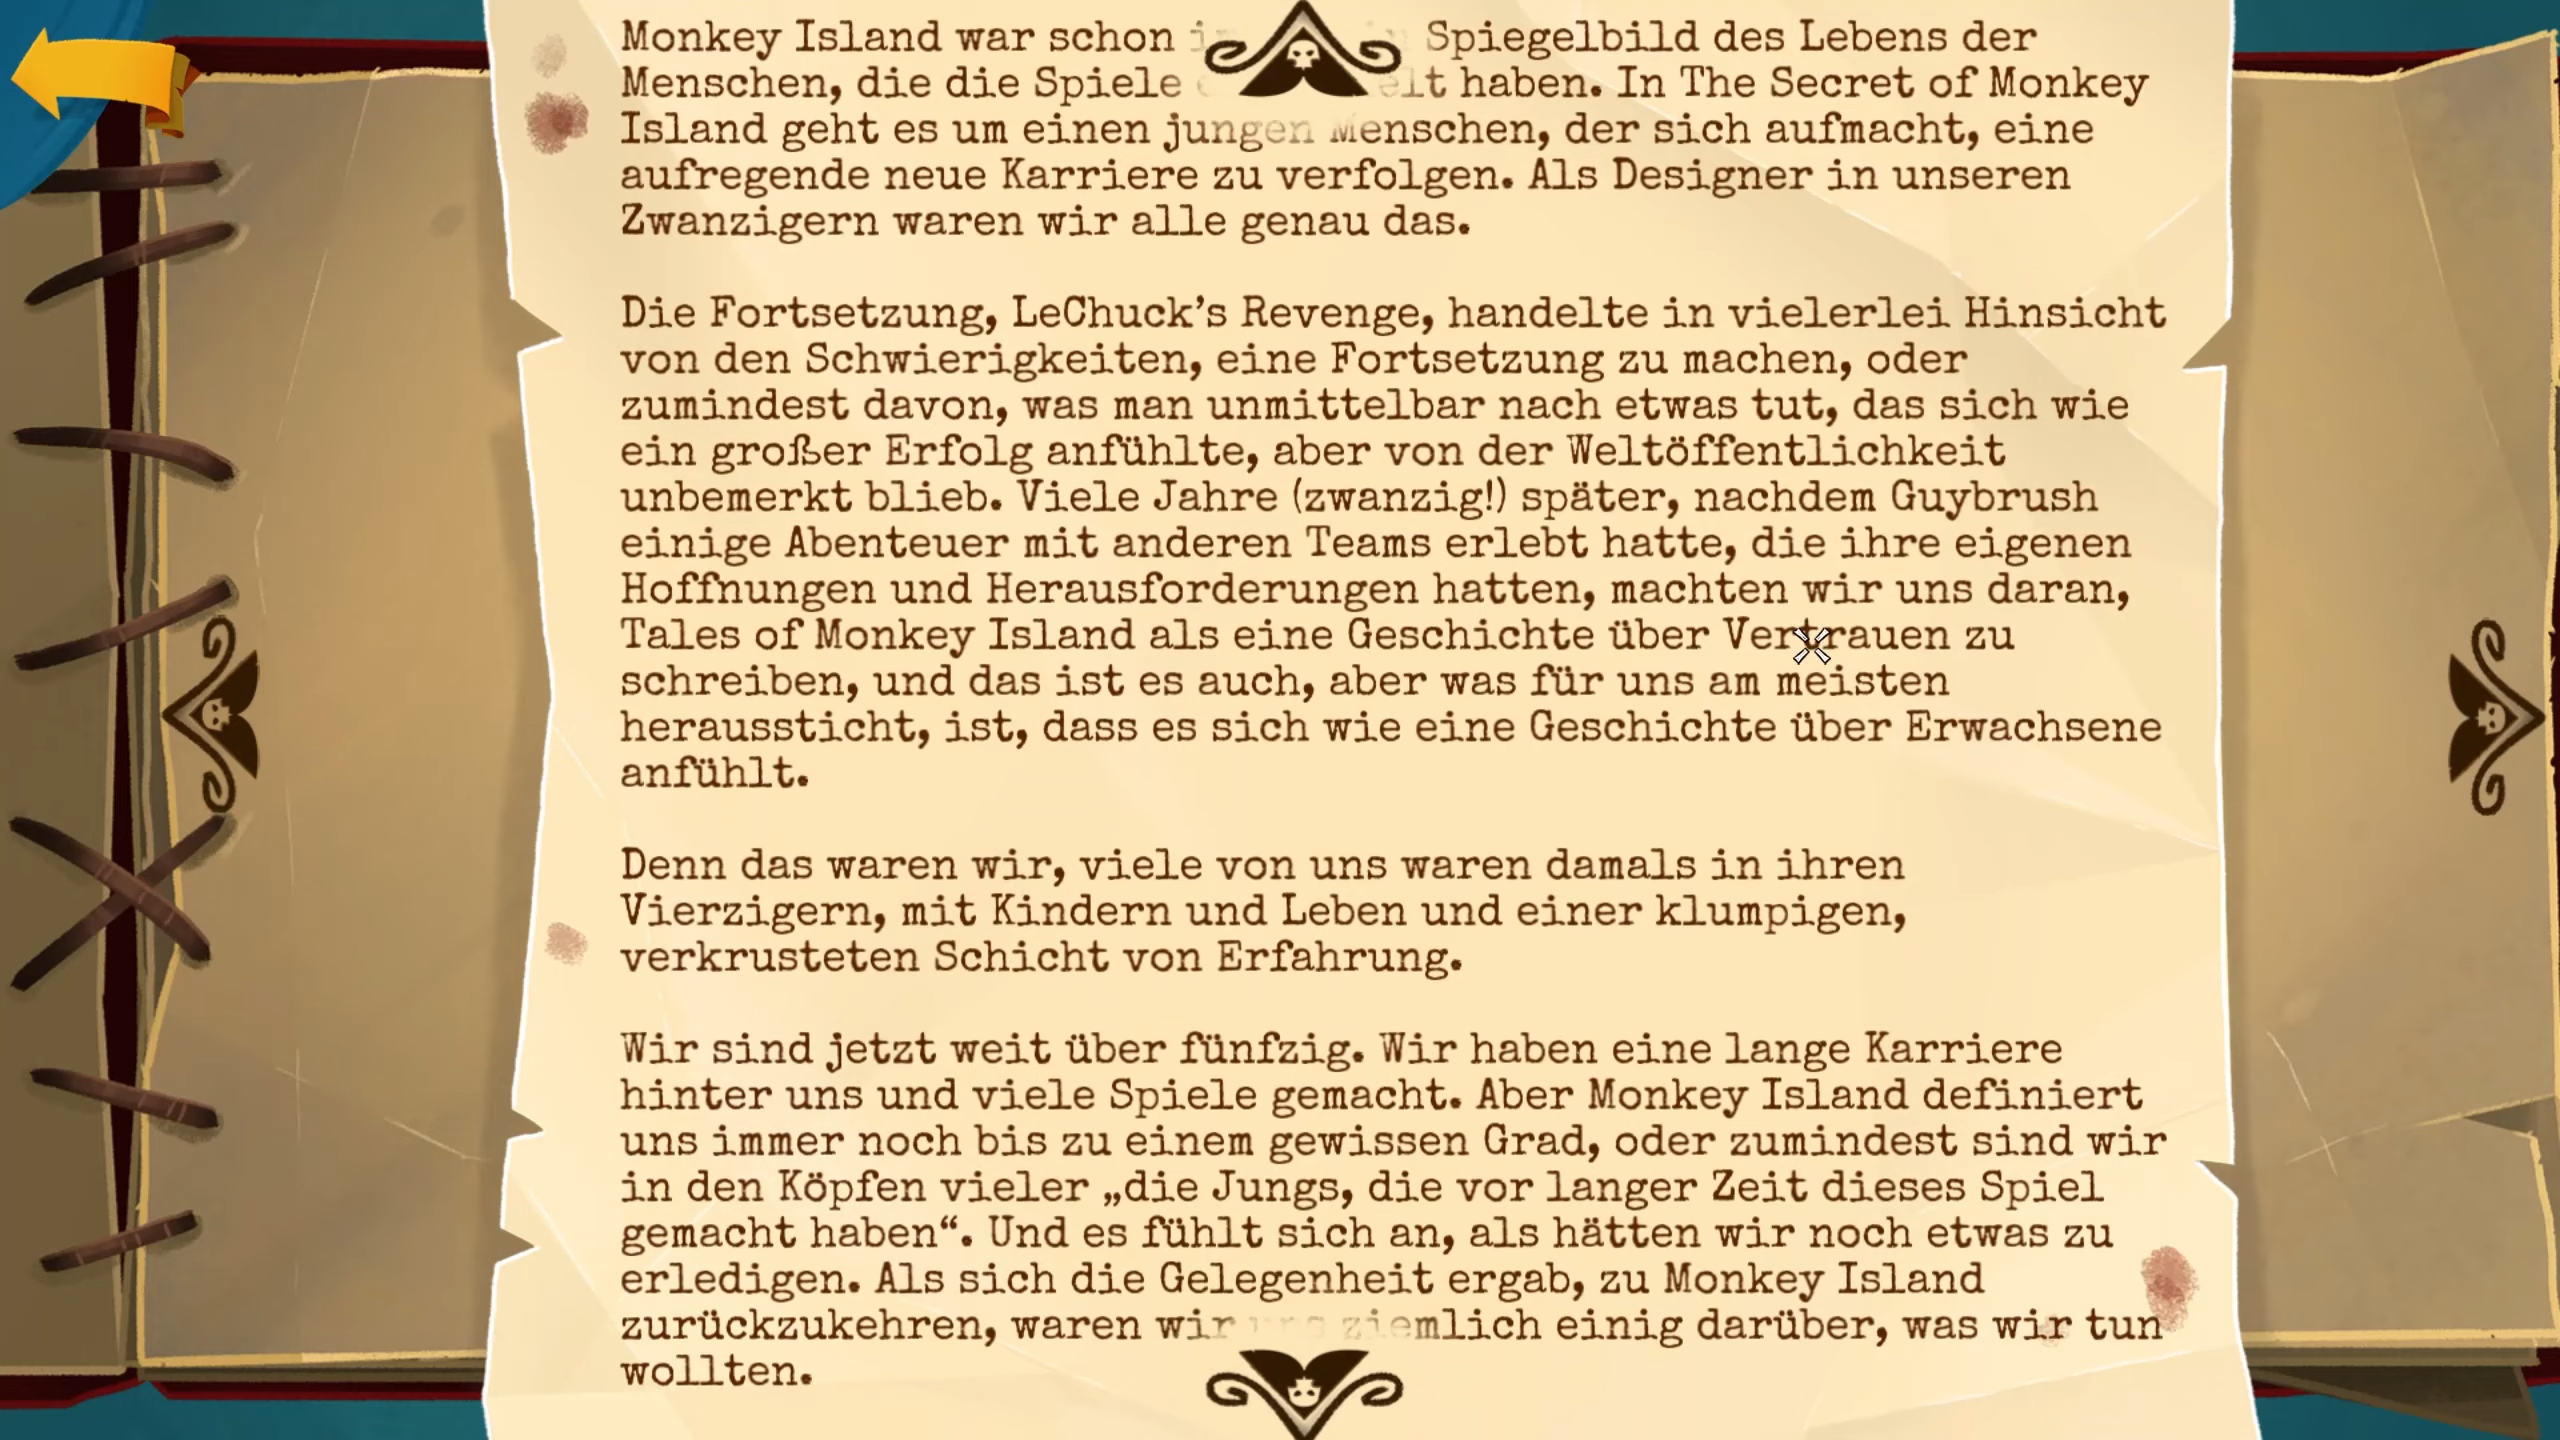 Monkey Island war schon Spiegelbild des Lebens der
Menschen, die die Spiele haben. In The Secret of Monkey
Island geht es um einen jungen Menschen, der sich aufmacht, eine
aufregende neue Karriere zu verfolgen. Als Designer in unseren
Zwanzigern waren wir alle genau das.
Die Fortsetzung, LeChuck’s Revenge, handelte in vielerlei Hinsicht
von den Schwierigkeiten, eine Fortsetzung zu machen, oder
zumindest davon, was man unmittelbar nach etwas tut, das sich wie
ein großer Erfolg anfühlte, aber von der Weltöffentlichkeit
unbemerkt blieb. Viele Jahre (zwanzig!) später, nachdem Guybrush
einige Abenteuer mit anderen Teams erlebt hatte, die ihre eigenen
Hoffnungen und Herausforderungen hatten, machten wir uns daran,
Tales of Monkey Island als eine Geschichte über Vertrauen zu
schreiben, und das ist es auch, aber was für uns am meisten
heraussticht, ist, dass es sich wie eine Geschichte über Erwachsene
anfühlt.
Denn das waren wir, viele von uns waren damals in ihren
Vierzigern, mit Kindern und Leben und einer klumpigen,
verkrusteten Schicht von Erfahrung.
Wir sind jetzt weit über fünfzig. Wir haben eine lange Karriere
hinter uns und viele Spiele gemacht. Aber Monkey Island definiert
uns immer noch bis zu einem gewissen Grad, oder zumindest sind wir
in den Köpfen vieler „die Jungs, die vor langer Zeit dieses Spiel
gemacht haben“. Und es fühlt sich an, als hätten wir noch etwas zu
erledigen. Als sich die Gelegenheit ergab, zu Monkey Island
zurückzukehren, waren wir uns ziemlich einig darüber, was wir tun
wollten.